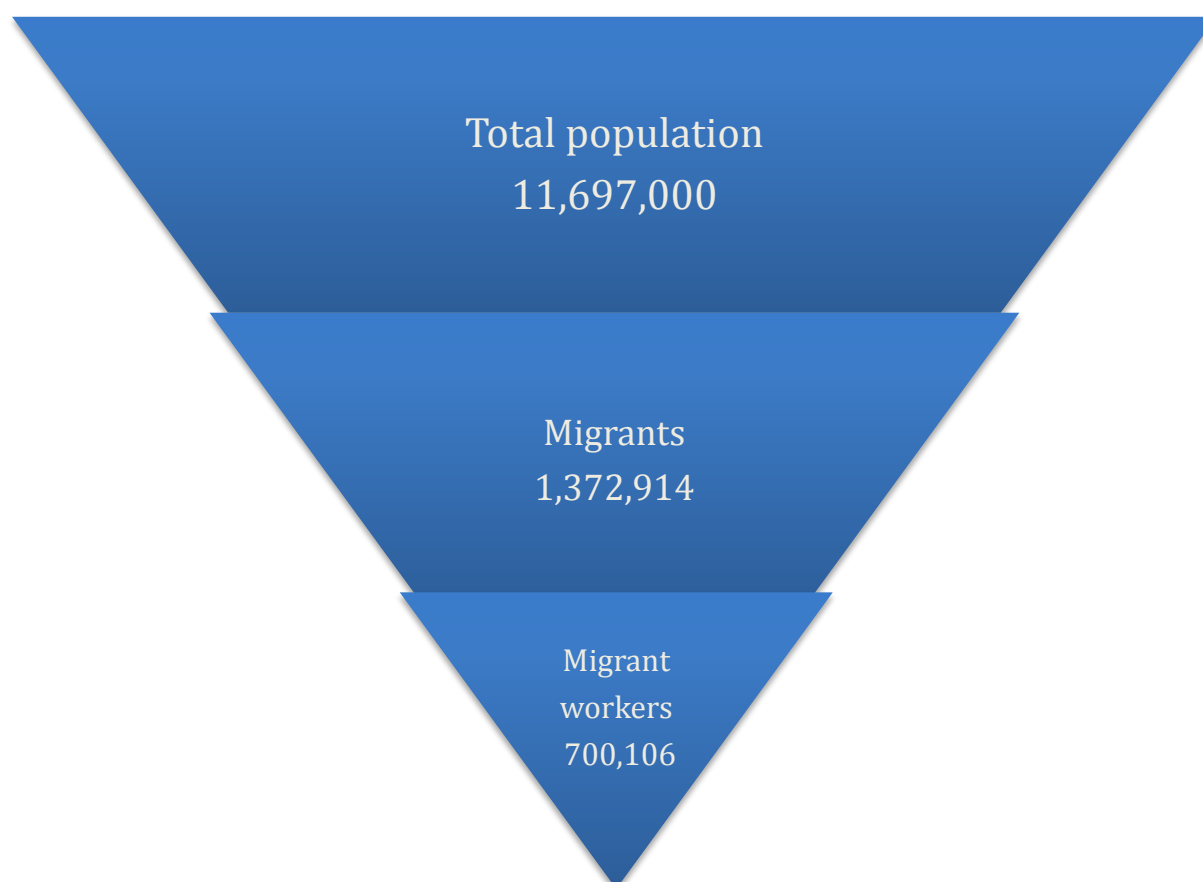 Total population
11,697,000
Migrants
1,372,914
Migrant
workers
700,106